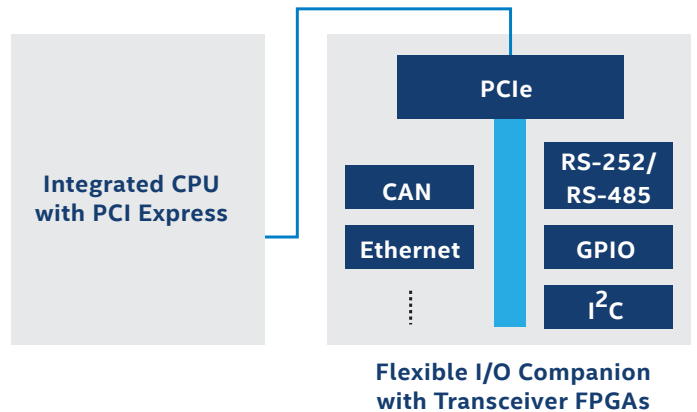 Integrated CPU
with PCI Express
PCIe
CAN
Ethernet
RS-252/
RS-485
GPIO
I²C
Flexible I/O Companion
with Transceiver FPGAs